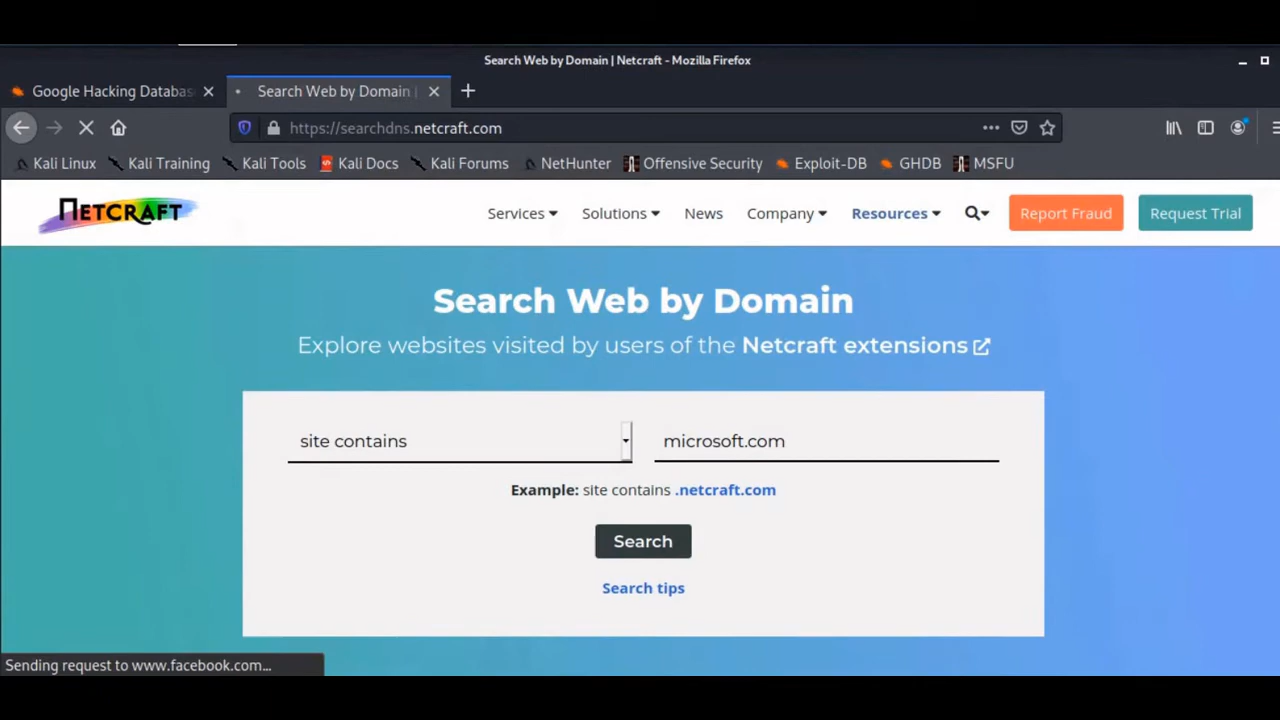 Search Web by Domain | Netcraft - Mozilla Firefox
Google Hacking Databas
Search Web by Domain |
https://searchdns.netcraft.com
Kali Linux Kali Training Kali Tools Kali Docs Kali Forums NetHunter Offensive Security Exploit-DB GHDB MSFU
NETCRAFT Services Solutions News Company Resources Report Fraud Request Trial
Search Web by Domain
Explore websites visited by users of the Netcraft extensions
site contains microsoft.com
Example: site contains .netcraft.com
Search
Search tips
Sending request to www.facebook.com...